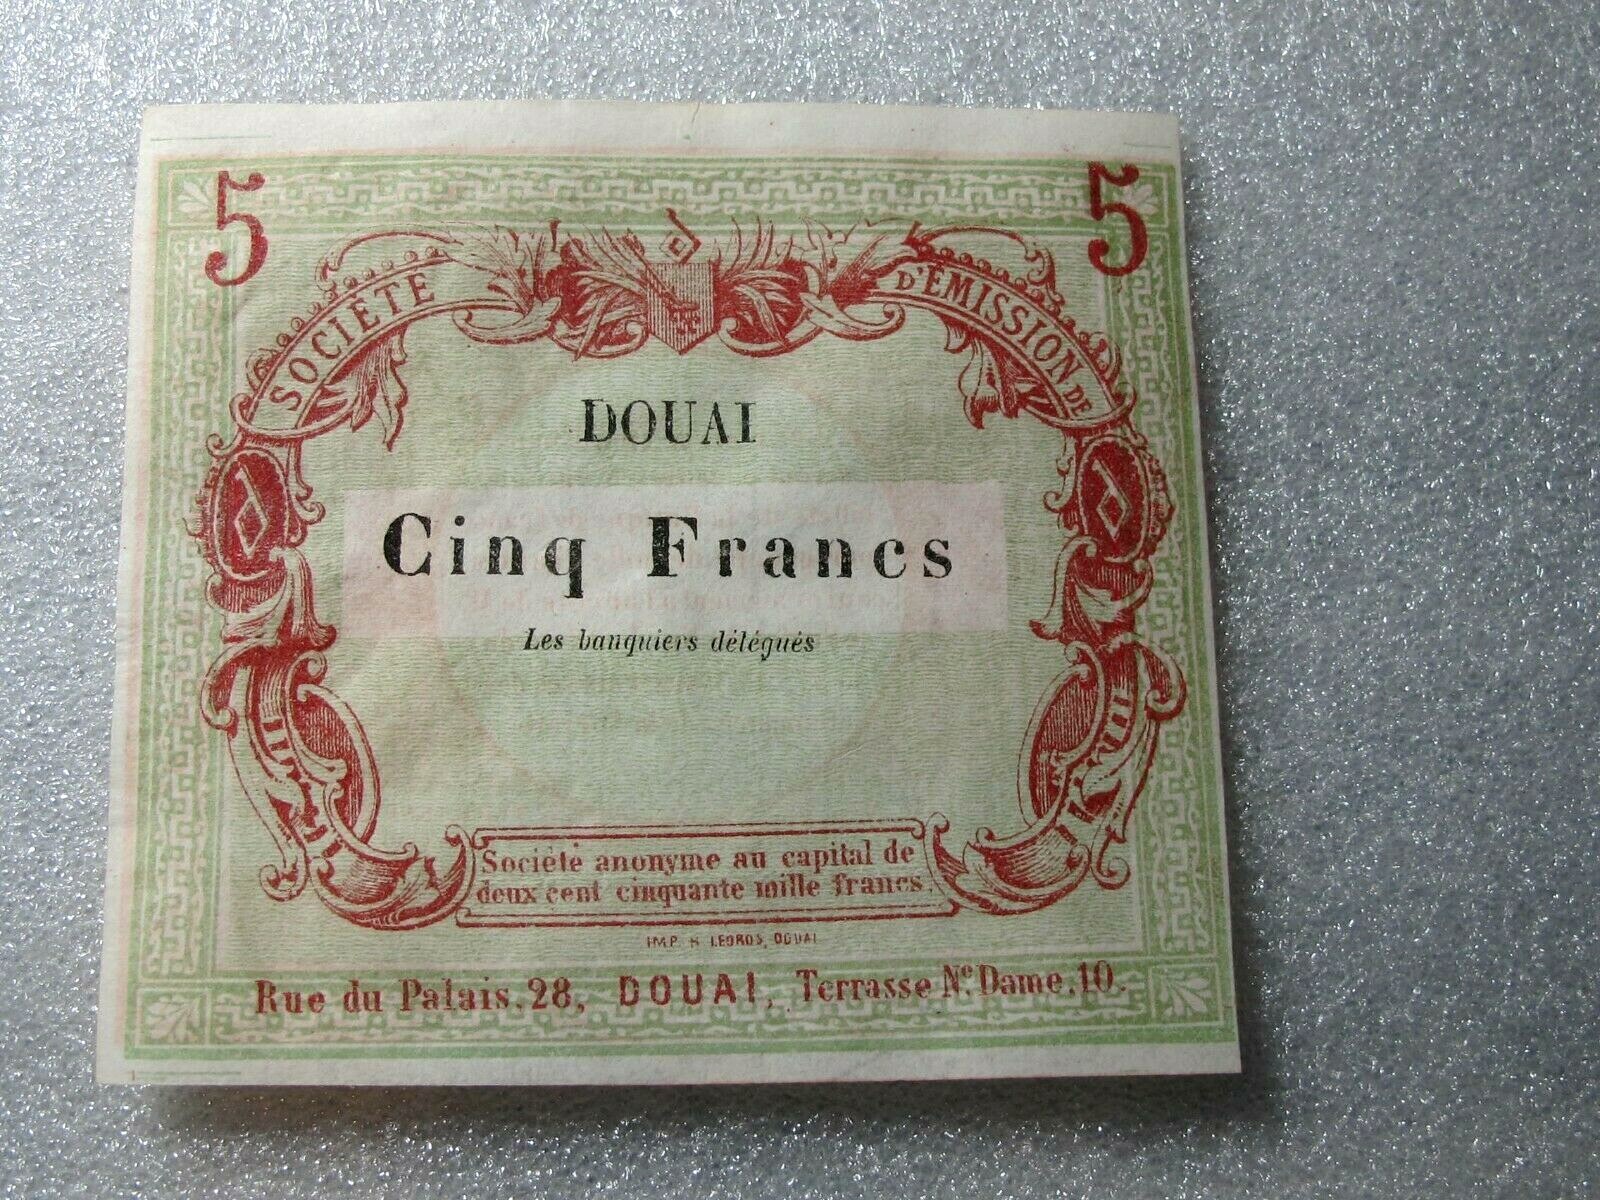 5 5
SOCIÉTÉ D'ÉMISSION DE
DOUAI
Cinq Francs
Les banquiers délégués
Société anonyme au capital de
deux cent cinquante mille francs.
IMP. H LEGROS, DOUAI
Rue du Palais, 28, DOUAI, Terrasse Nᵉ Dame, 10.